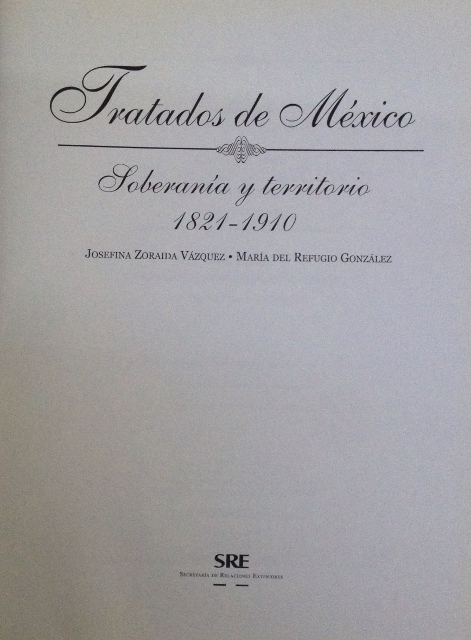 Tratados de México
Soberanía y territorio
1821-1910
JOSEFINA ZORAIDA VÁZQUEZ • MARÍA DEL REFUGIO GONZÁLEZ
SRE
SECRETARÍA DE RELACIONES EXTERIORES